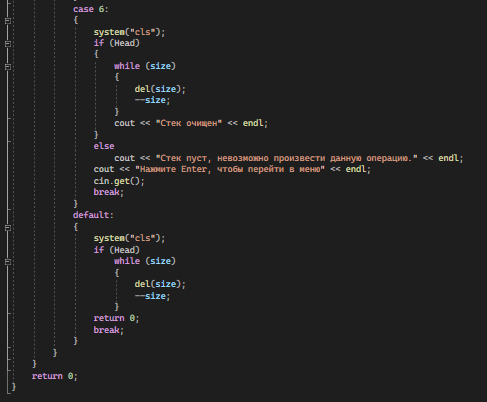 case 6:
{
system("cls");
if (Head)
{
while (size)
{
del(size);
--size;
}
cout << "Стек очищен" << endl;
}
else
cout << "Стек пуст, невозможно произвести данную операцию." << endl;
cout << "Нажмите Enter, чтобы перейти в меню" << endl;
cin.get();
break;
}
default:
{
system("cls");
if (Head)
while (size)
{
del(size);
--size;
}
return 0;
break;
}
}
}
return 0;
}